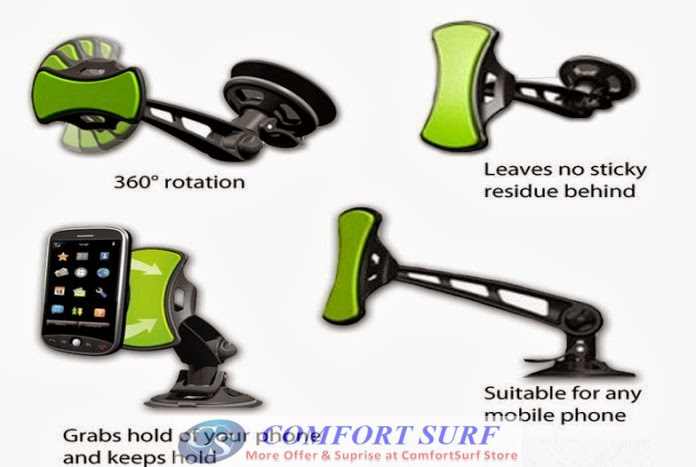 360° rotation
Leaves no sticky
residue behind
Suitable for any
mobile phone
Grabs hold of your phone
and keeps hold
CS COMFORT SURF
More Offer & Suprise at ComfortSurf Store